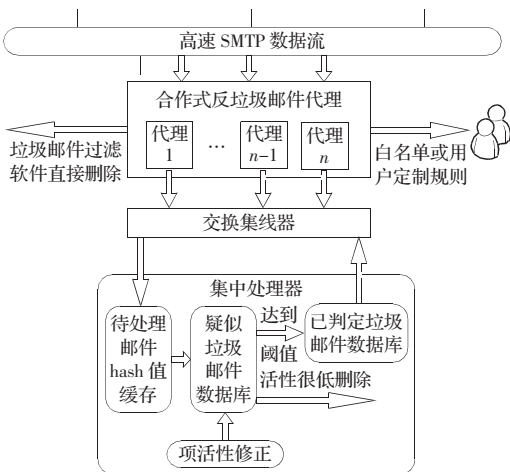 高速 SMTP 数据流
合作式反垃圾邮件代理
代理
1
…
代理
n−1
代理
n
垃圾邮件过滤
软件直接删除
白名单或用
户定制规则
交换集线器
集中处理器
待处理
邮件
hash 值
缓存
疑似
垃圾
邮件
数据库
达到
阈值
已判定垃圾
邮件数据库
活性很低删除
项活性修正